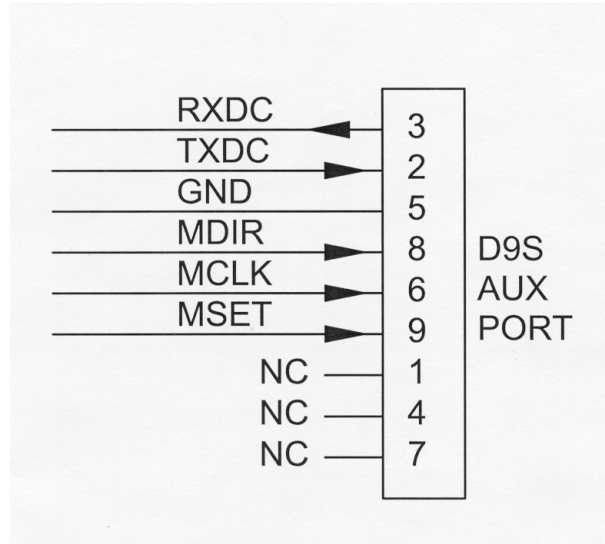 RXDC 3
TXDC 2
GND 5
MDIR 8 D9S
MCLK 6 AUX
MSET 9 PORT
NC 1
NC 4
NC 7